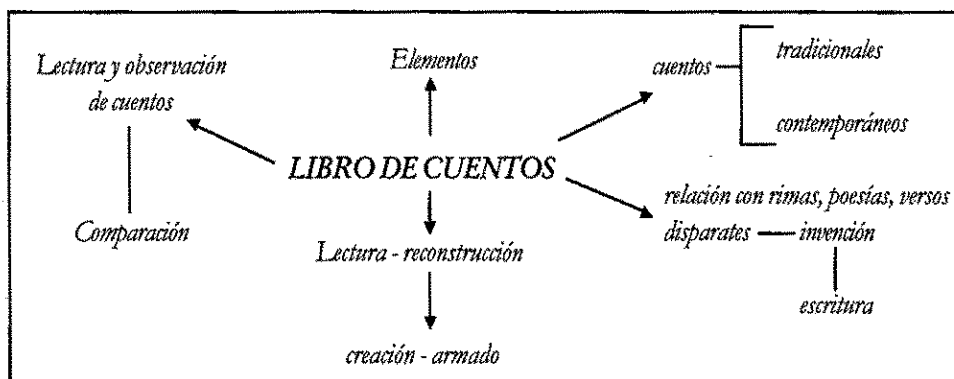 Lectura y observación
de cuentos
Comparación
Elementos
LIBRO DE CUENTOS
Lectura - reconstrucción
creación - armado
cuentos
tradicionales
contemporáneos
relación con rimas, poesías, versos
disparates — invención
escritura